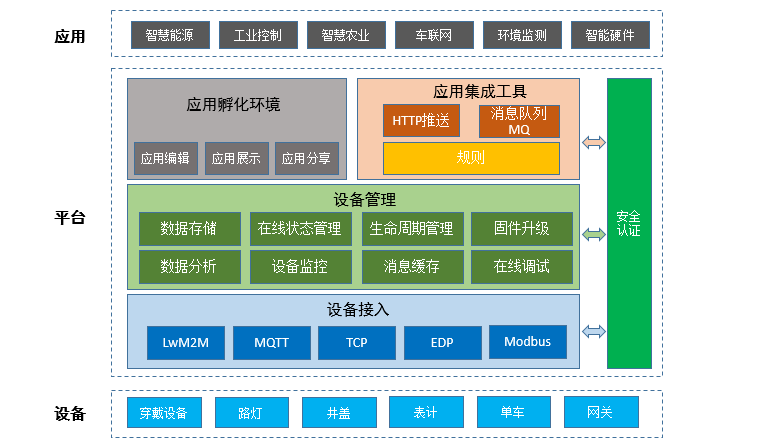 应用
智慧能源
工业控制
智慧农业
车联网
环境监测
智能硬件
平台
应用孵化环境
应用编辑
应用展示
应用分享
应用集成工具
HTTP推送
消息队列
MQ
规则
设备管理
数据存储
在线状态管理
生命周期管理
固件升级
数据分析
设备监控
消息缓存
在线调试
设备接入
LwM2M
MQTT
TCP
EDP
Modbus
安全
认证
设备
穿戴设备
路灯
井盖
表计
单车
网关